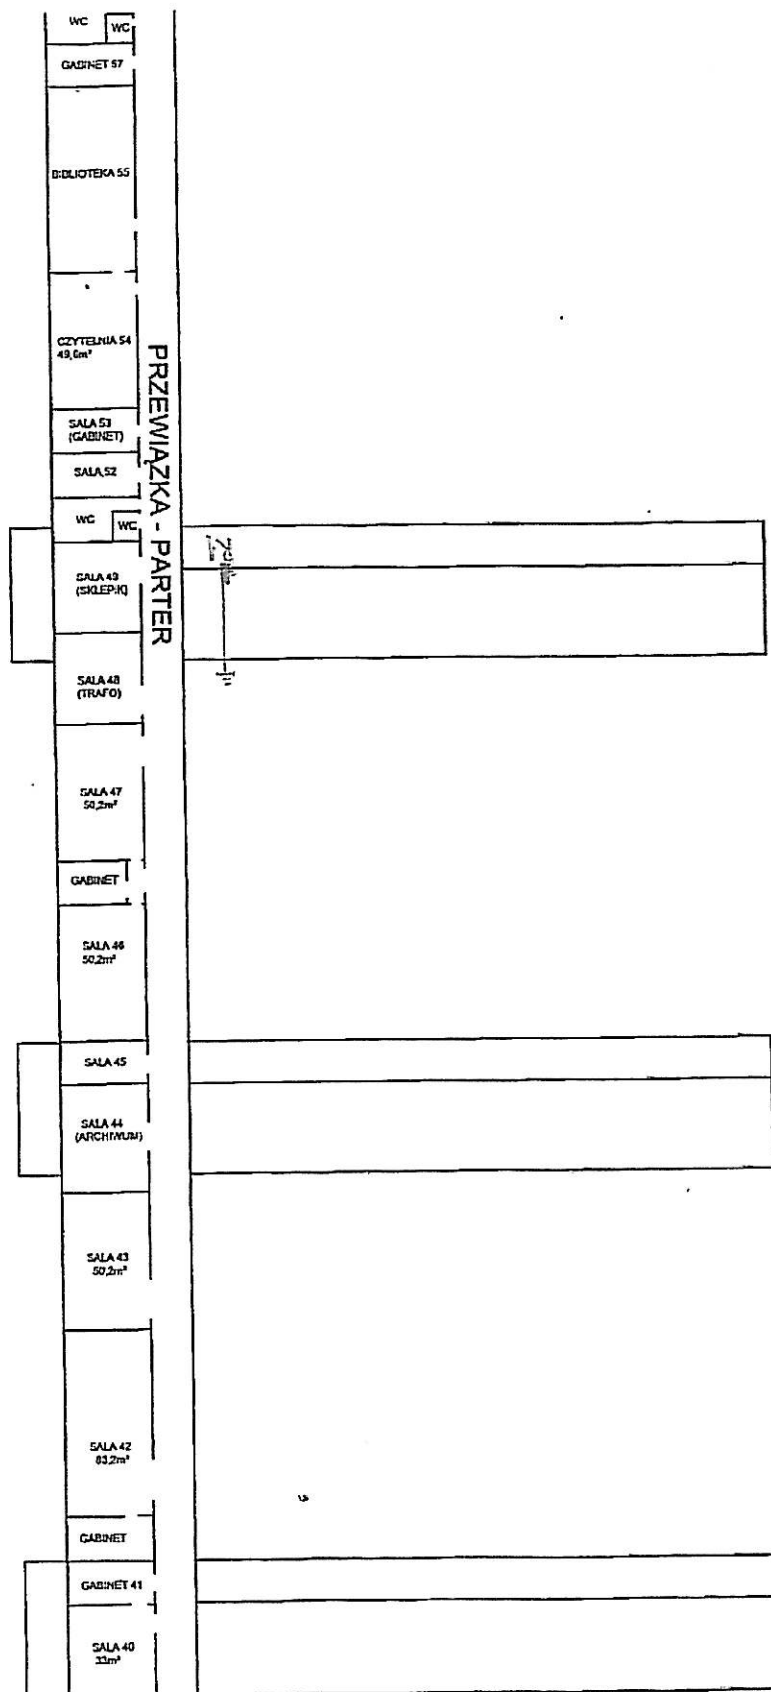 WC
WC
GABINET 57
BIBLIOTEKA 55
CZYTELNIA 54
49,6m²
SALA 53
(GABINET)
SALA 52
PRZEWIĄZKA - PARTER
WC
WC
SALA 49
(SKLEPIK)
SALA 48
(TRAFO)
SALA 47
50,2m²
GABINET
SALA 46
50,2m²
SALA 45
SALA 44
(ARCHIWUM)
SALA 43
50,2m²
SALA 42
83,2m²
GABINET
GABINET 41
SALA 40
33m²